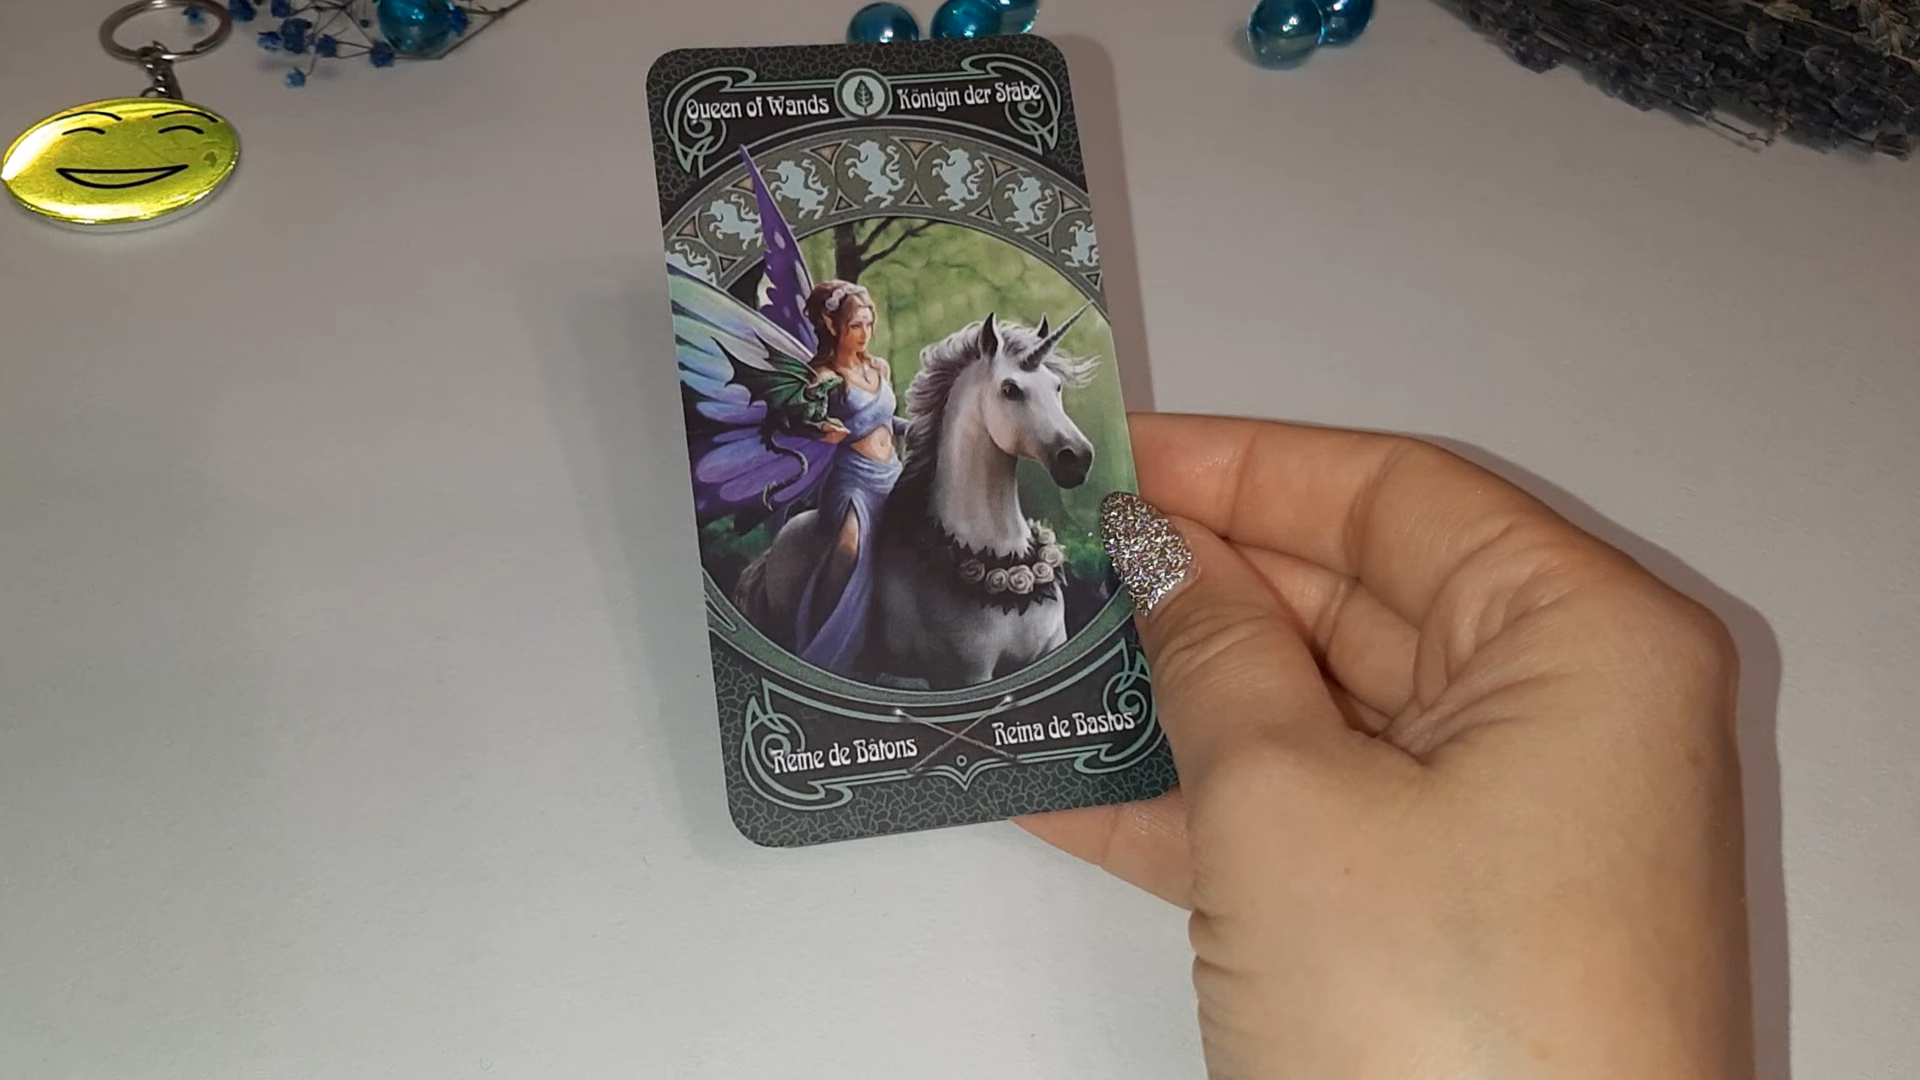 Queen of Wands
Königin der Stäbe
Reine de Bâtons
Reina de Bastos